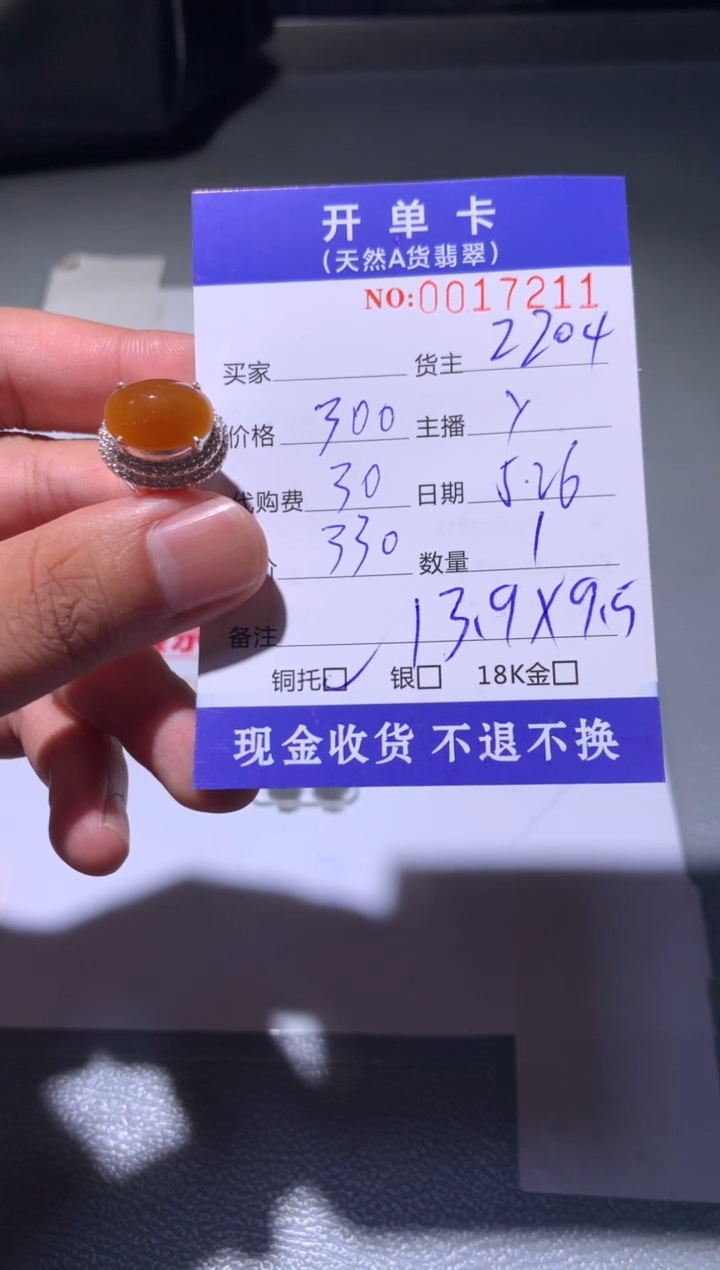 开单卡
(天然A货翡翠)
NO:0017211
买家 货主 2204
价格 300 主播 Y
代购费 30 日期 5.26
价 330 数量 1
备注 13.9X9.5
铜托☑ 银□ 18K金□
现金收货 不退不换